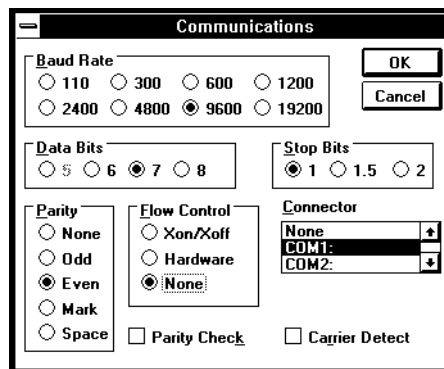 Communications
Baud Rate
110 300 600 1200
2400 4800 9600 19200
OK
Cancel
Data Bits
5 6 7 8
Stop Bits
1 1.5 2
Parity
None
Odd
Even
Mark
Space
Flow Control
Xon/Xoff
Hardware
None
Connector
None
COM1:
COM2:
Parity Check
Carrier Detect